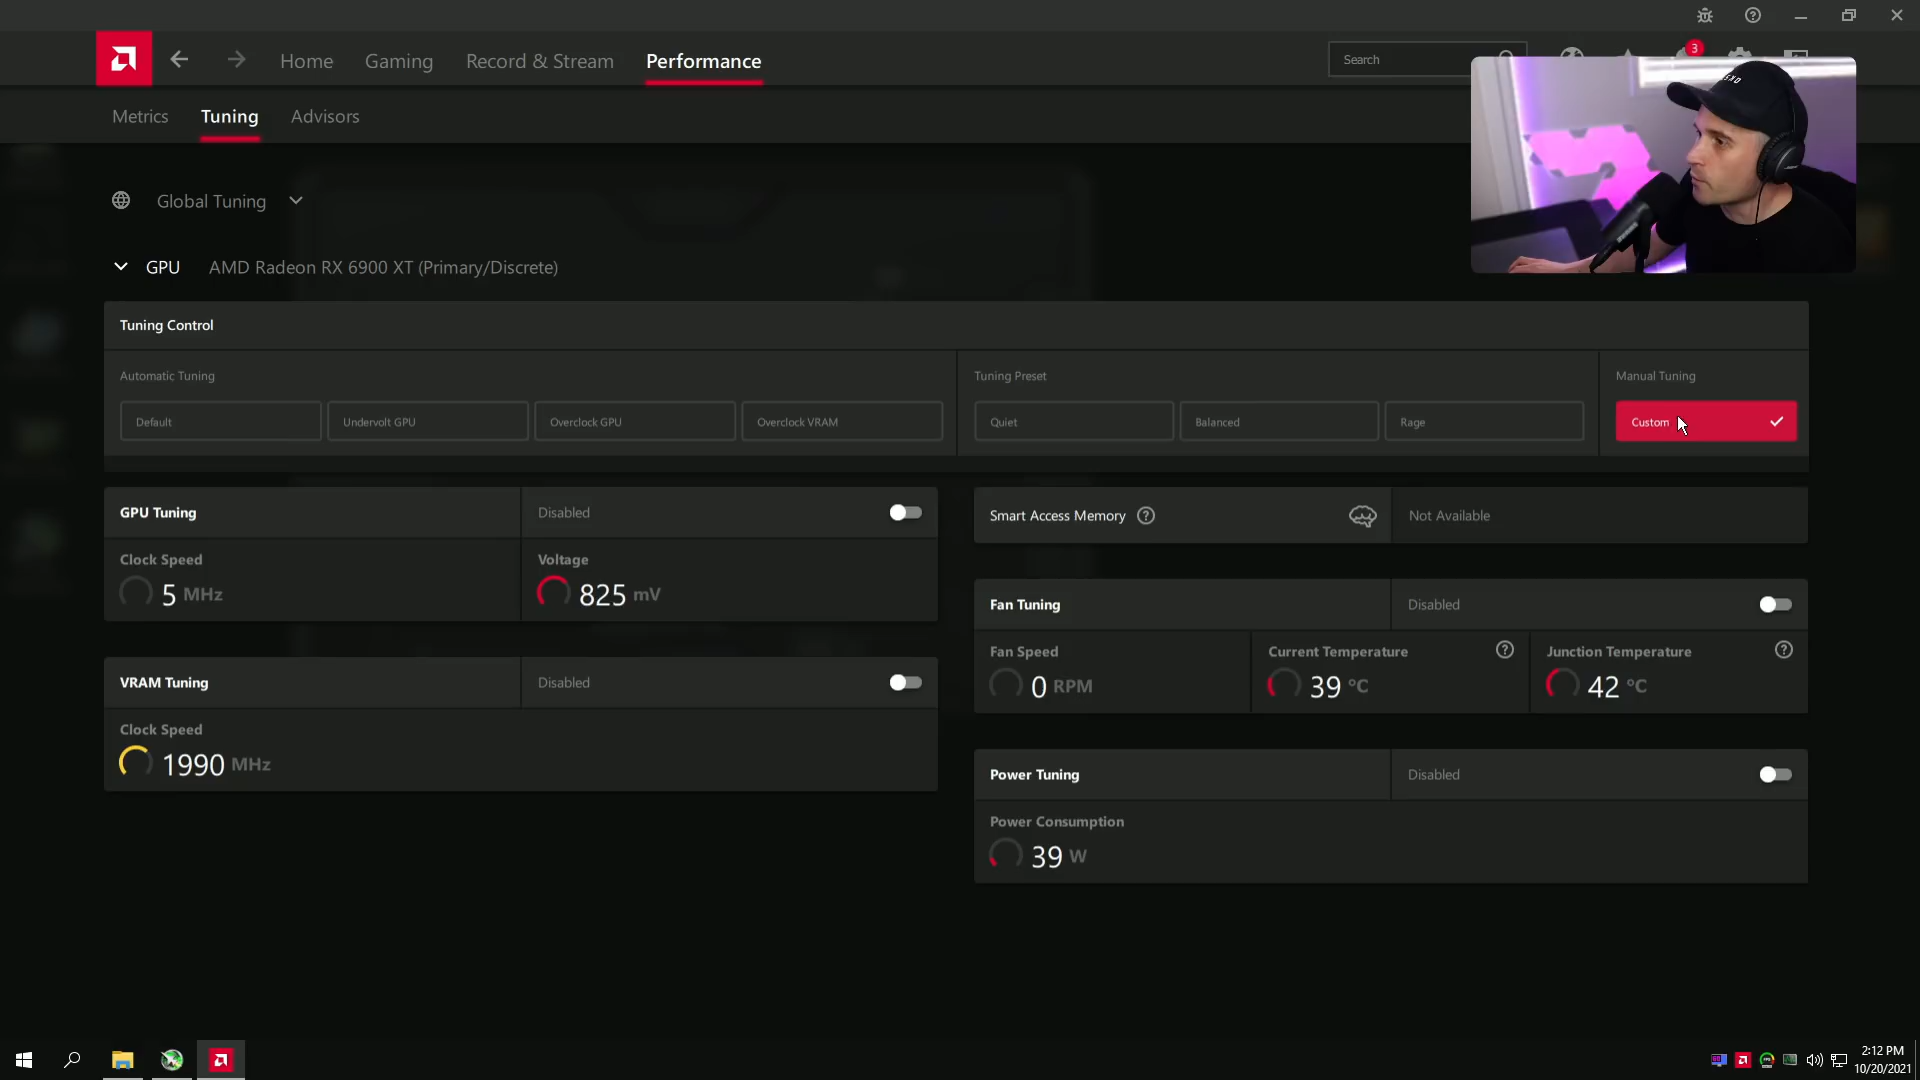 Home
Gaming
Record & Stream
Performance
Search
3
Metrics
Tuning
Advisors
Global Tuning
GPU
AMD Radeon RX 6900 XT (Primary/Discrete)
Tuning Control
Automatic Tuning
Tuning Preset
Manual Tuning
Default
Undervolt GPU
Overclock GPU
Overclock VRAM
Quiet
Balanced
Rage
Custom
GPU Tuning
Disabled
Clock Speed
5 MHz
Voltage
825 mV
Smart Access Memory
Not Available
Fan Tuning
Disabled
Fan Speed
0 RPM
Current Temperature
39 °C
Junction Temperature
42 °C
VRAM Tuning
Disabled
Clock Speed
1990 MHz
Power Tuning
Disabled
Power Consumption
39 W
2:12 PM
10/20/2021